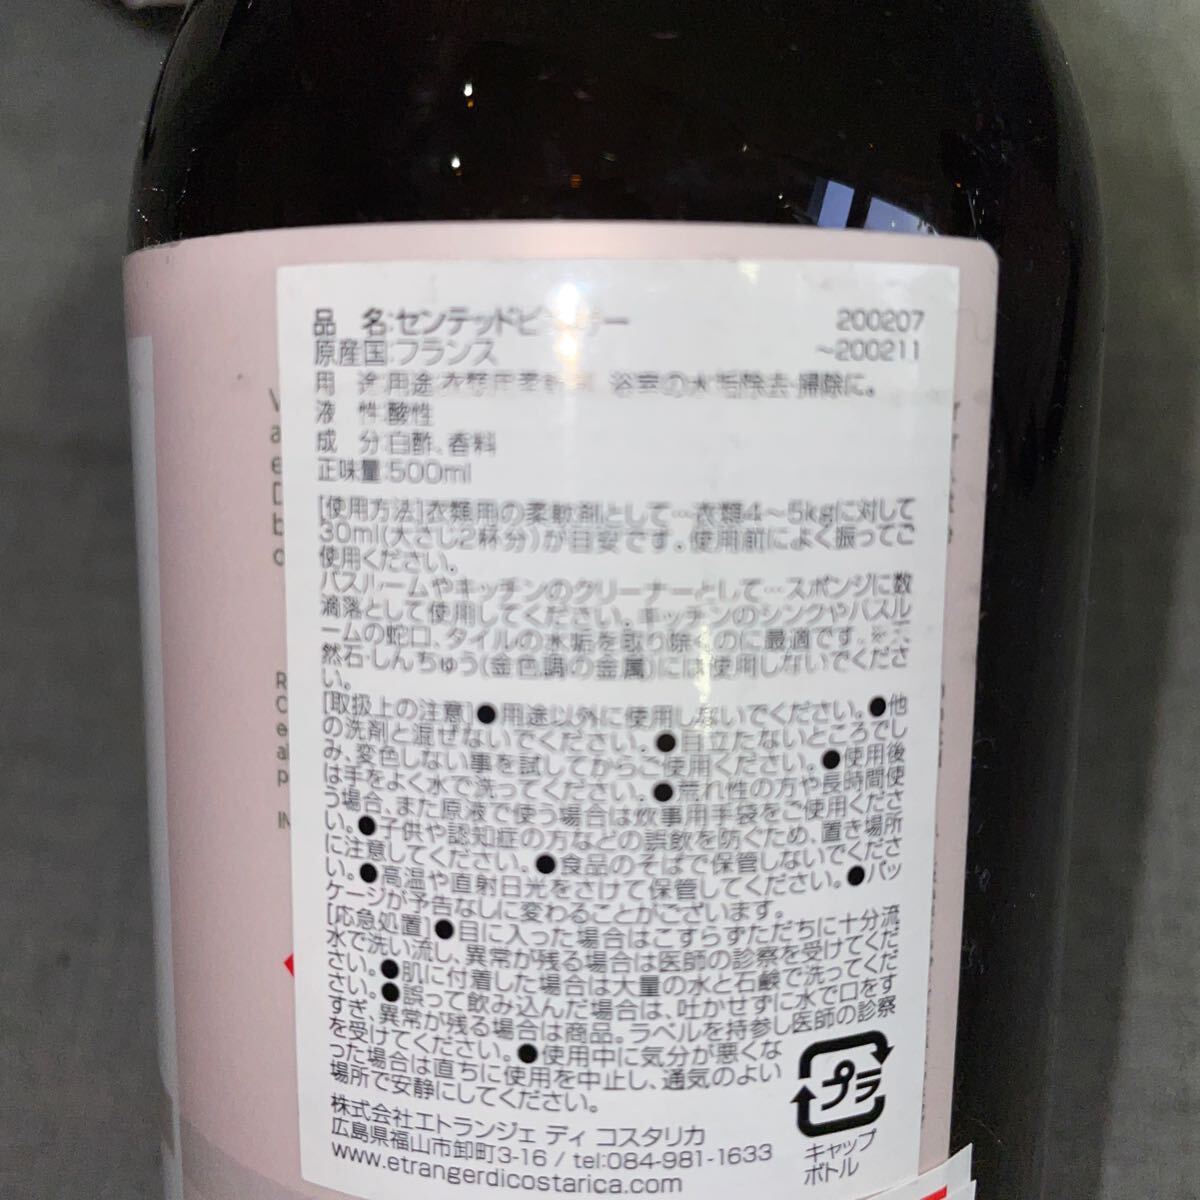 品　名:センテッドビネガー 200207
原産国:フランス ~200211
用　途:用途:衣類用柔軟剤、浴室の水垢除去・掃除に。
液　性:酸性
成　分:白酢、香料
正味量:500ml
[使用方法]衣類用の柔軟剤として…衣類4~5kgに対して
30ml(大さじ2杯分)が目安です。使用前によく振ってご
使用ください。
バスルームやキッチンのクリーナーとして…スポンジに数
滴落として使用してください。キッチンのシンクやバスル
ームの蛇口、タイルの水垢を取り除くのに最適です。※天
然石・しんちゅう(金色調の金属)には使用しないでくださ
い。
[取扱上の注意]●用途以外に使用しないでください。●他
の洗剤と混ぜないでください。●目立たないところでし
み、変色しない事を試してからご使用ください。●使用後
は手をよく水で洗ってください。●荒れ性の方や長時間使
う場合、また原液で使う場合は炊事用手袋をご使用くださ
い。●子供や認知症の方などの誤飲を防ぐため、置き場所
に注意してください。●食品のそばで保管しないでくださ
い。●高温や直射日光をさけて保管してください。●パッ
ケージが予告なしに変わることがございます。
[応急処置]●目に入った場合はこすらずただちに十分流
水で洗い流し、異常が残る場合は医師の診察を受けてくだ
さい。●肌に付着した場合は大量の水と石鹸で洗ってくだ
さい。●誤って飲み込んだ場合は、吐かせずに水で口をす
すぎ、異常が残る場合は商品。ラベルを持参し医師の診察
を受けてください。●使用中に気分が悪くな
った場合は直ちに使用を中止し、通気のよい
場所で安静にしてください。
株式会社エトランジェ ディ コスタリカ
広島県福山市卸町3-16 / tel:084-981-1633
www.etrangerdicostarica.com
プラ
キャップ
ボトル